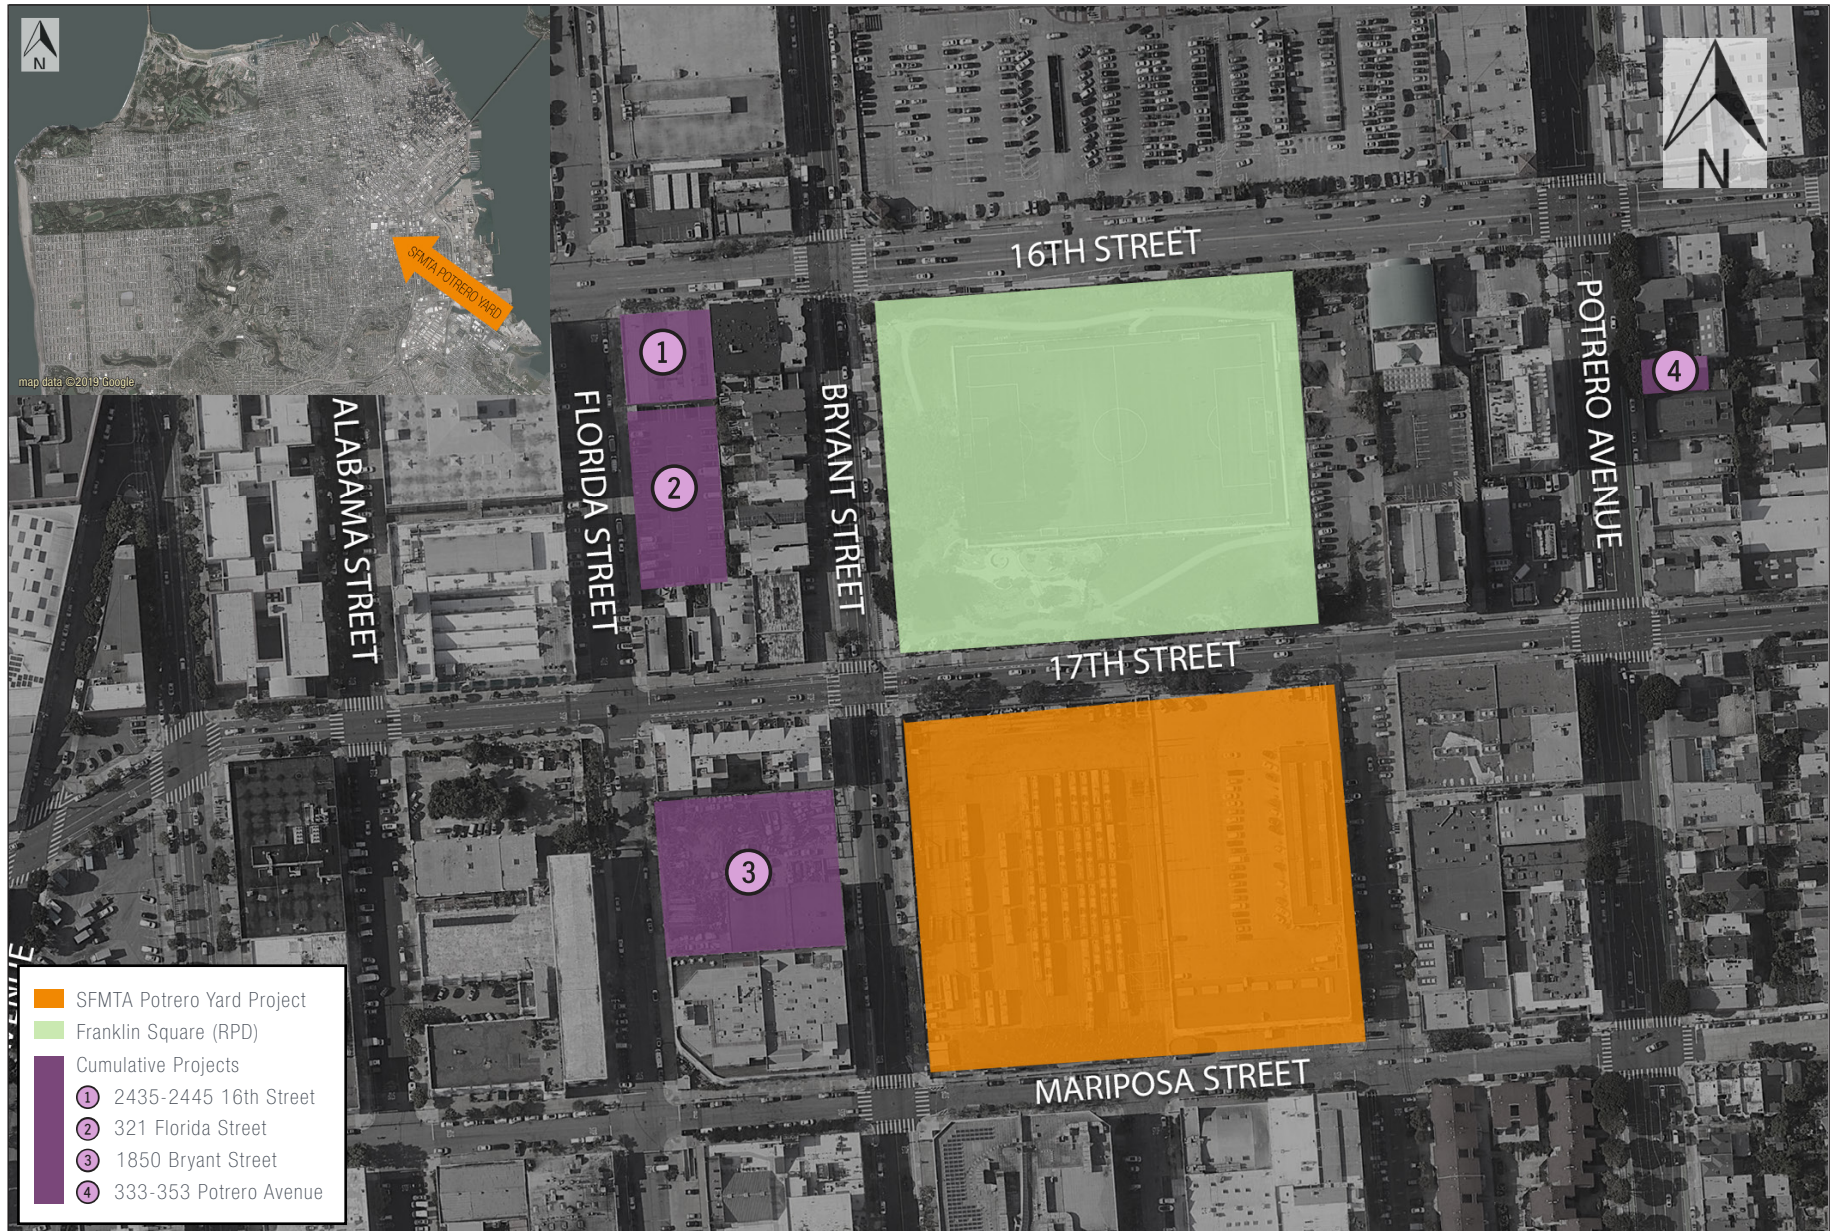 N
SFMTA POTRERO YARD
map data ©2019 Google
N
16TH STREET
POTRERO AVENUE
ALABAMA STREET
FLORIDA STREET
BRYANT STREET
1
2
3
4
17TH STREET
MARIPOSA STREET
SFMTA Potrero Yard Project
Franklin Square (RPD)
Cumulative Projects
1 2435-2445 16th Street
2 321 Florida Street
3 1850 Bryant Street
4 333-353 Potrero Avenue